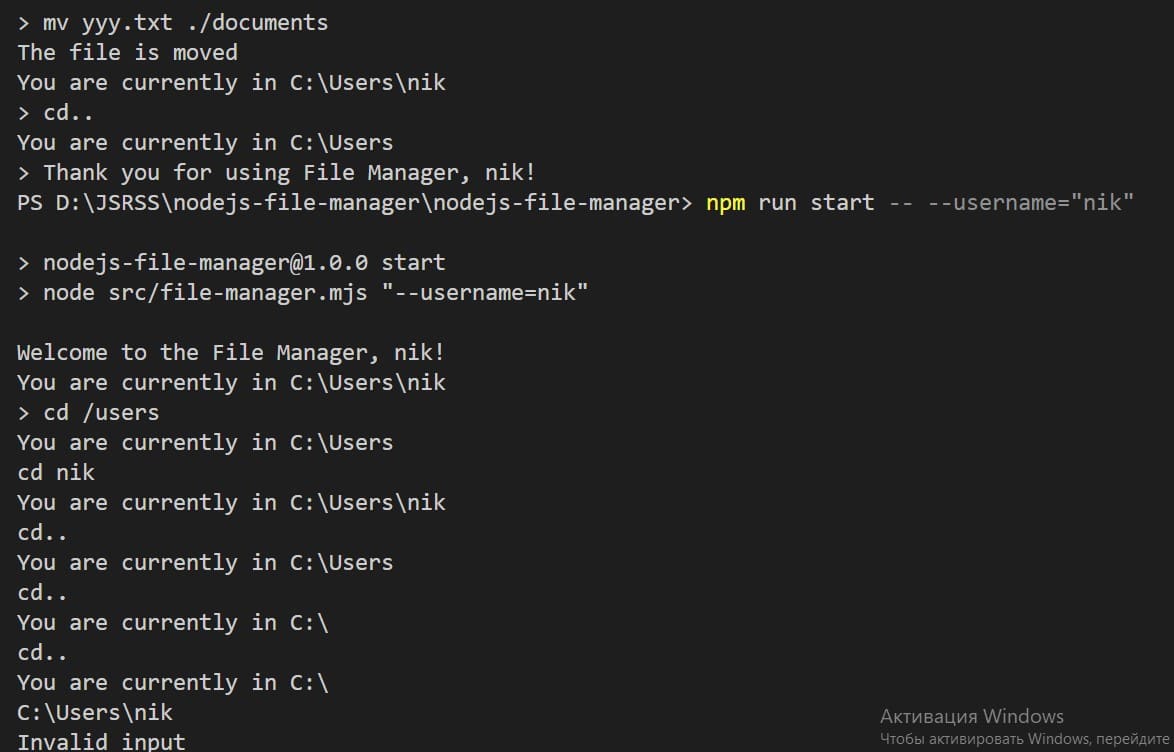 > mv yyy.txt ./documents
The file is moved
You are currently in C:\Users\nik
> cd..
You are currently in C:\Users
> Thank you for using File Manager, nik!
PS D:\JSRSS\nodejs-file-manager\nodejs-file-manager> npm run start -- --username="nik"
> nodejs-file-manager@1.0.0 start
> node src/file-manager.mjs "--username=nik"
Welcome to the File Manager, nik!
You are currently in C:\Users\nik
> cd /users
You are currently in C:\Users
cd nik
You are currently in C:\Users\nik
cd..
You are currently in C:\Users
cd..
You are currently in C:\
cd..
You are currently in C:\
C:\Users\nik
Invalid input
Активация Windows
Чтобы активировать Windows, перейдите